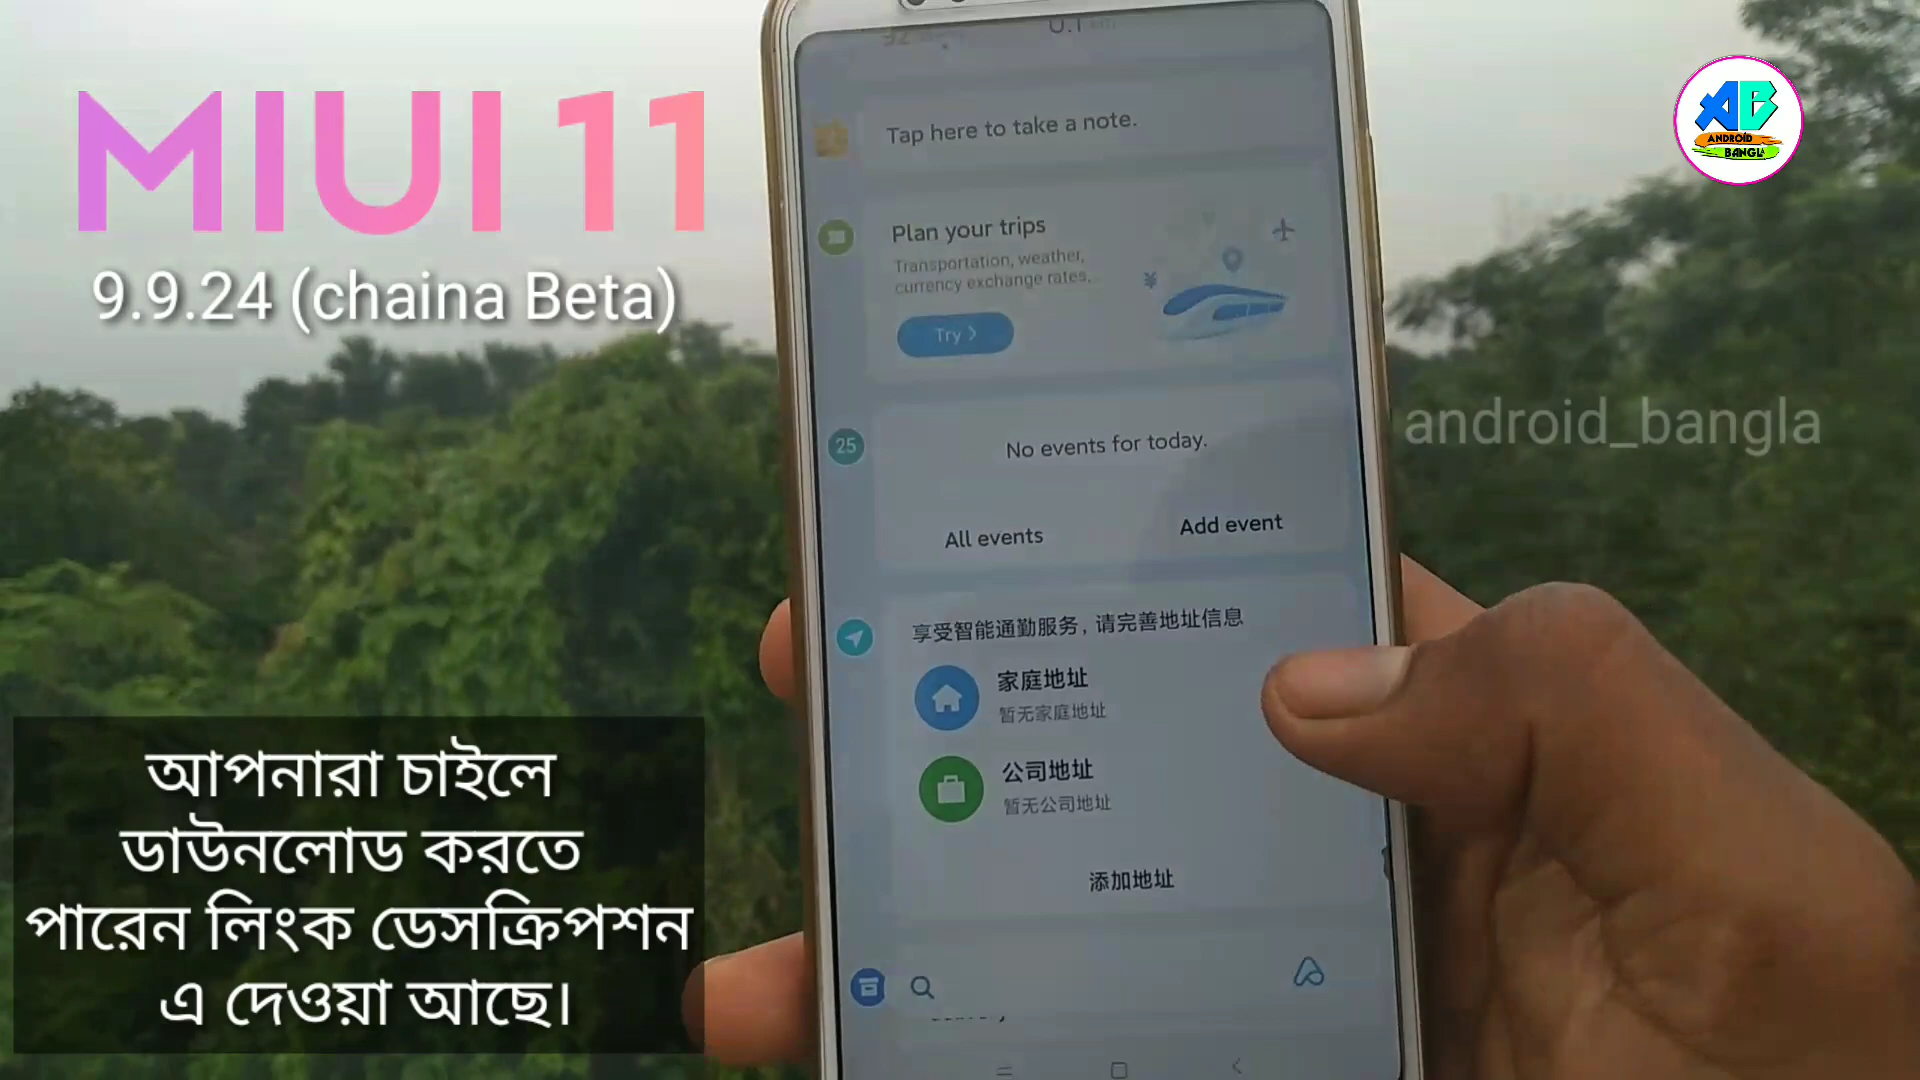 MIUI 11
9.9.24 (chaina Beta)
আপনারা চাইলে
ডাউনলোড করতে
পারেন লিংক ডেসক্রিপশন
এ দেওয়া আছে।
Tap here to take a note.
Plan your trips
Transportation, weather,
currency exchange rates...
¥
Try >
25
No events for today.
All events
Add event
享受智能通勤服务，请完善地址信息
家庭地址
暂无家庭地址
公司地址
暂无公司地址
添加地址
AB
ANDROID
BANGLA
android_bangla